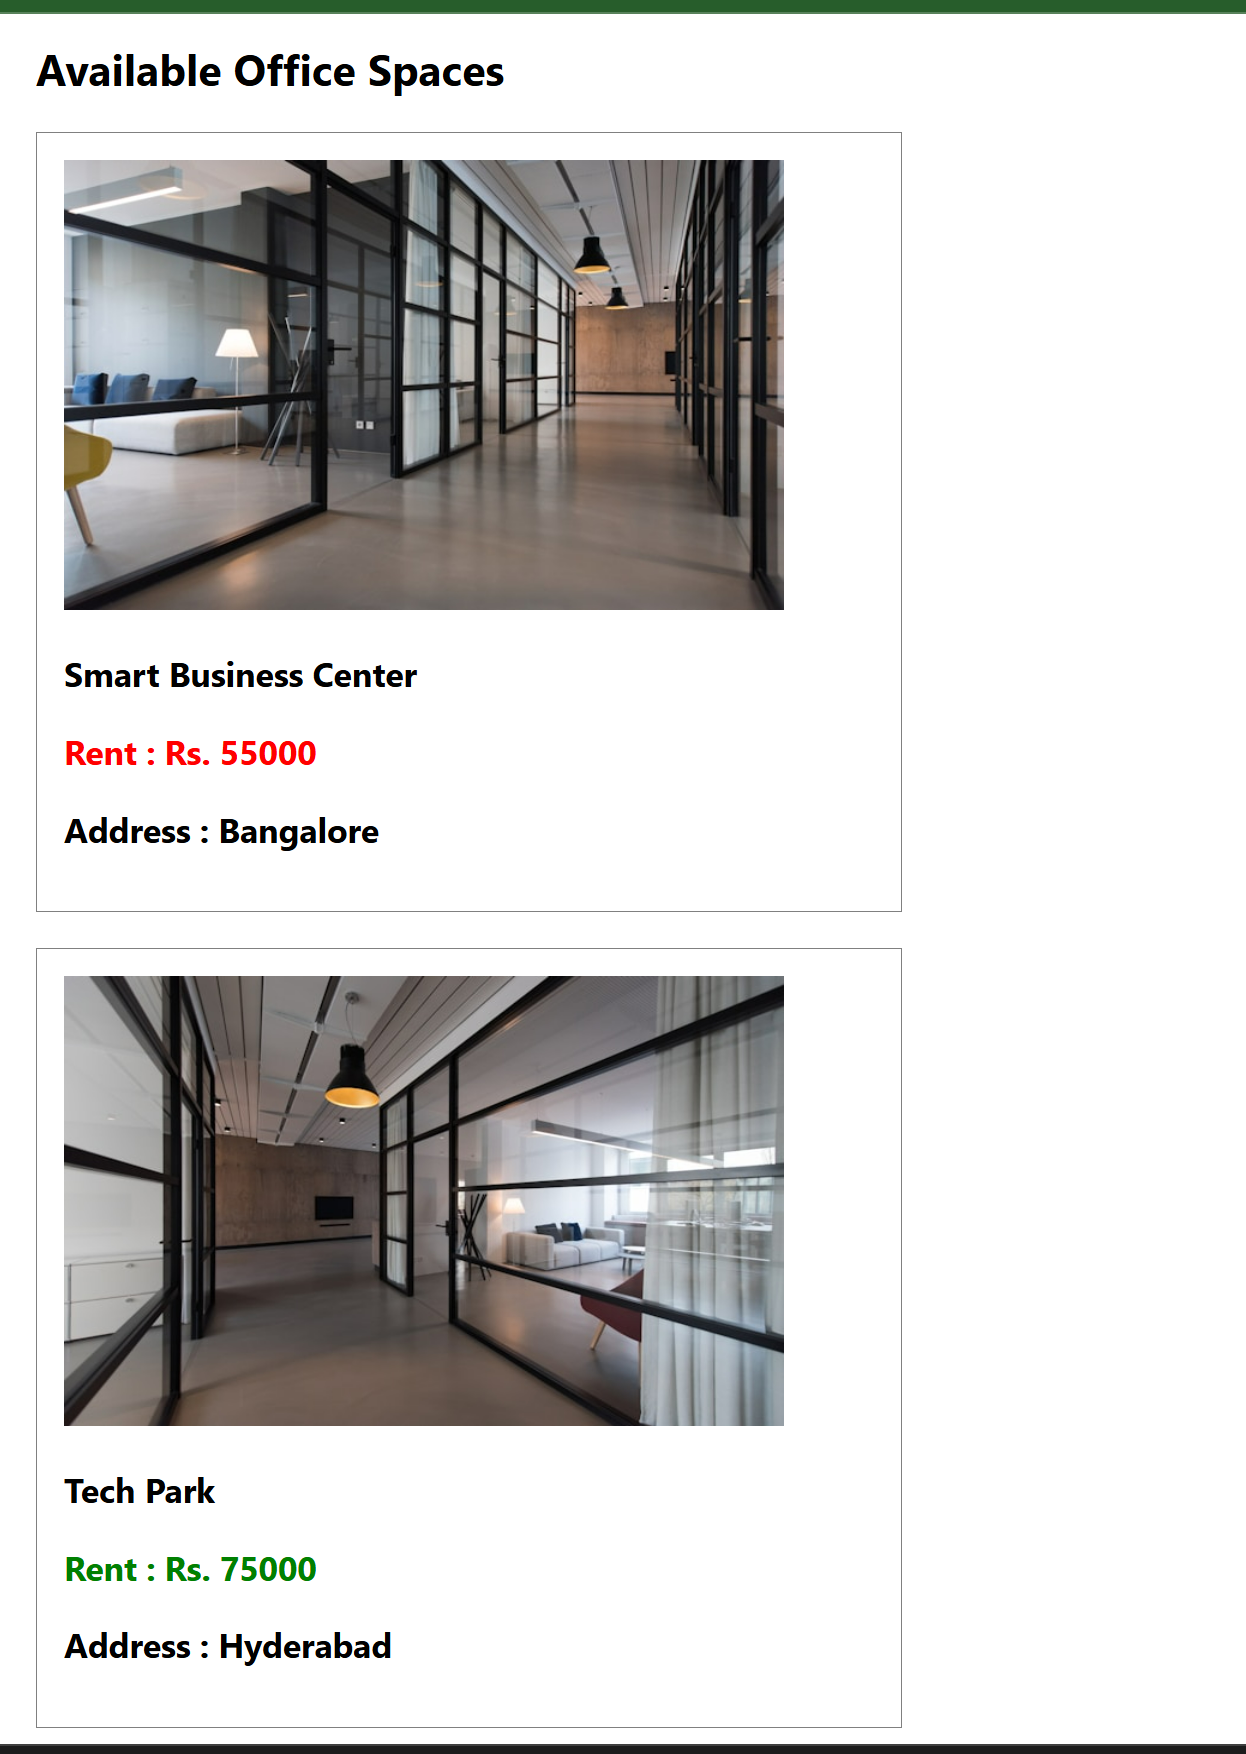 Available Office Spaces
Smart Business Center
Rent : Rs. 55000
Address : Bangalore
Tech Park
Rent : Rs. 75000
Address : Hyderabad